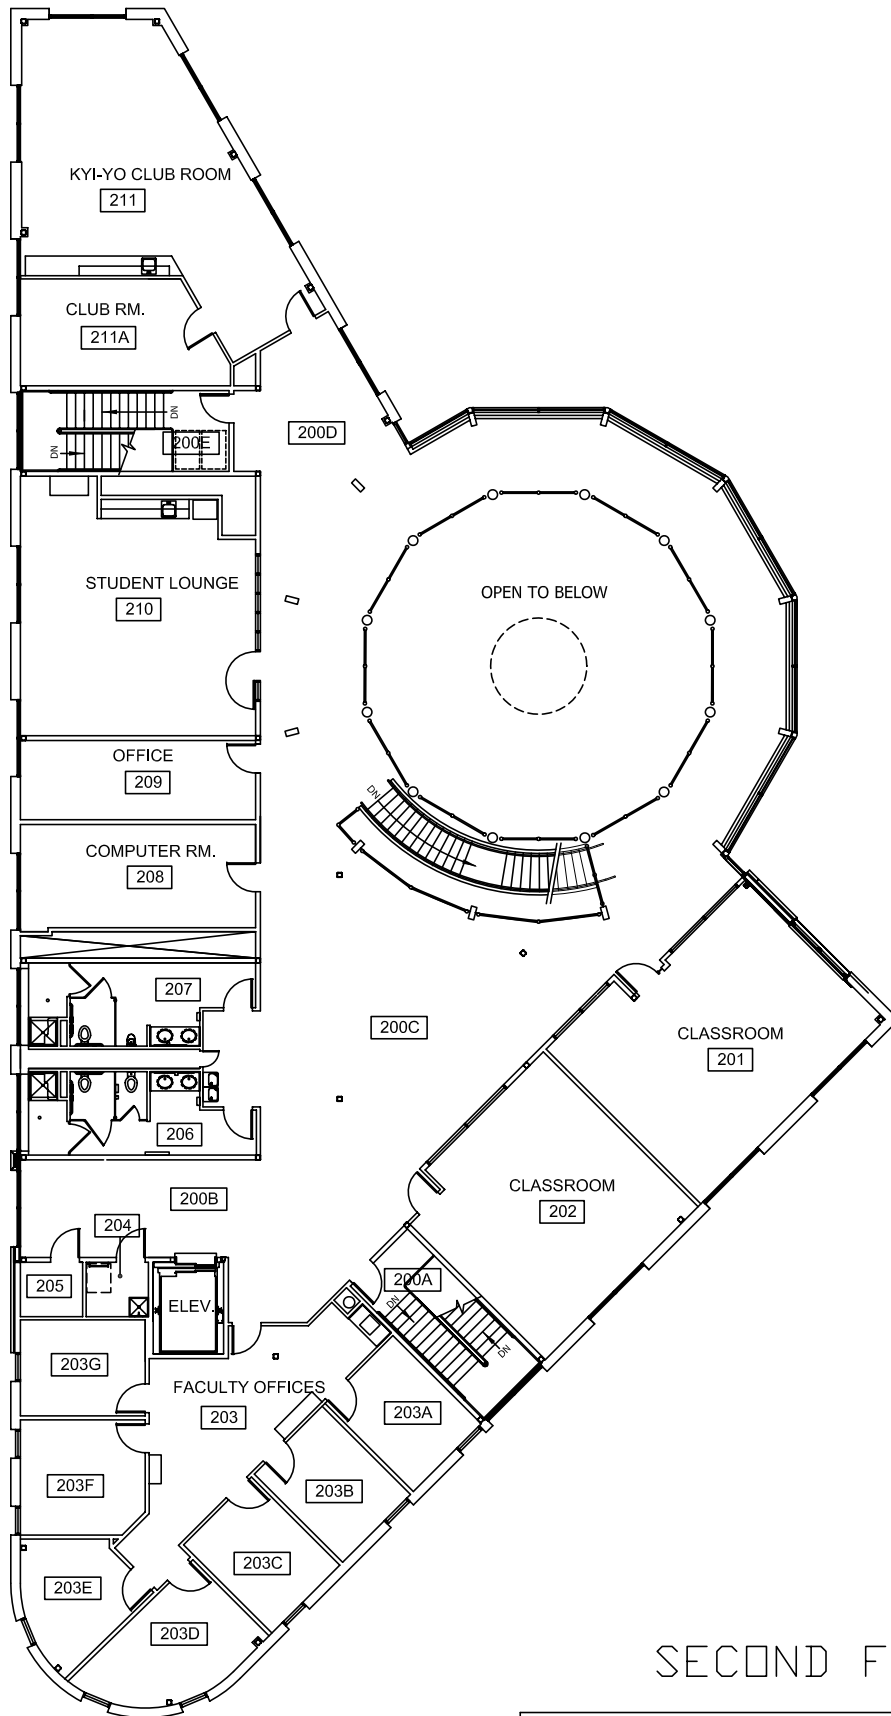 KYI-YO CLUB ROOM
211
CLUB RM.
211A
DN
DN
200E
200D
STUDENT LOUNGE
210
OPEN TO BELOW
OFFICE
209
DN
COMPUTER RM.
208
207
200C
CLASSROOM
201
206
CLASSROOM
202
200B
204
205
ELEV.
200A
DN
DN
203G
FACULTY OFFICES
203
203A
203F
203B
203C
203E
203D
SECOND F